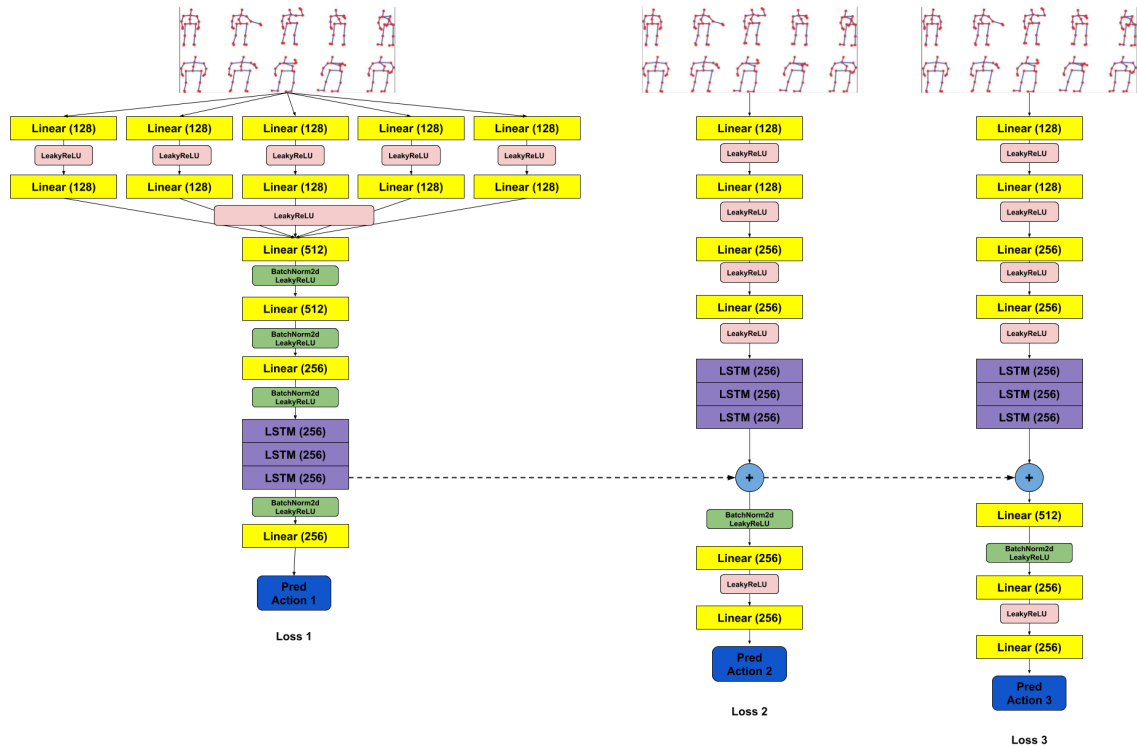 Linear (128)
Linear (128)
Linear (128)
Linear (128)
Linear (128)
LeakyReLU
LeakyReLU
LeakyReLU
LeakyReLU
LeakyReLU
Linear (128)
Linear (128)
Linear (128)
Linear (128)
Linear (128)
LeakyReLU
Linear (512)
BatchNorm2d
LeakyReLU
Linear (512)
BatchNorm2d
LeakyReLU
Linear (256)
BatchNorm2d
LeakyReLU
LSTM (256)
LSTM (256)
LSTM (256)
BatchNorm2d
LeakyReLU
Linear (256)
Pred
Action 1
Loss 1
Linear (128)
LeakyReLU
Linear (128)
LeakyReLU
Linear (256)
LeakyReLU
Linear (256)
LeakyReLU
LSTM (256)
LSTM (256)
LSTM (256)
+
BatchNorm2d
LeakyReLU
Linear (256)
LeakyReLU
Linear (256)
Pred
Action 2
Loss 2
Linear (128)
LeakyReLU
Linear (128)
LeakyReLU
Linear (256)
LeakyReLU
Linear (256)
LeakyReLU
LSTM (256)
LSTM (256)
LSTM (256)
+
Linear (512)
BatchNorm2d
LeakyReLU
Linear (256)
LeakyReLU
Linear (256)
Pred
Action 3
Loss 3